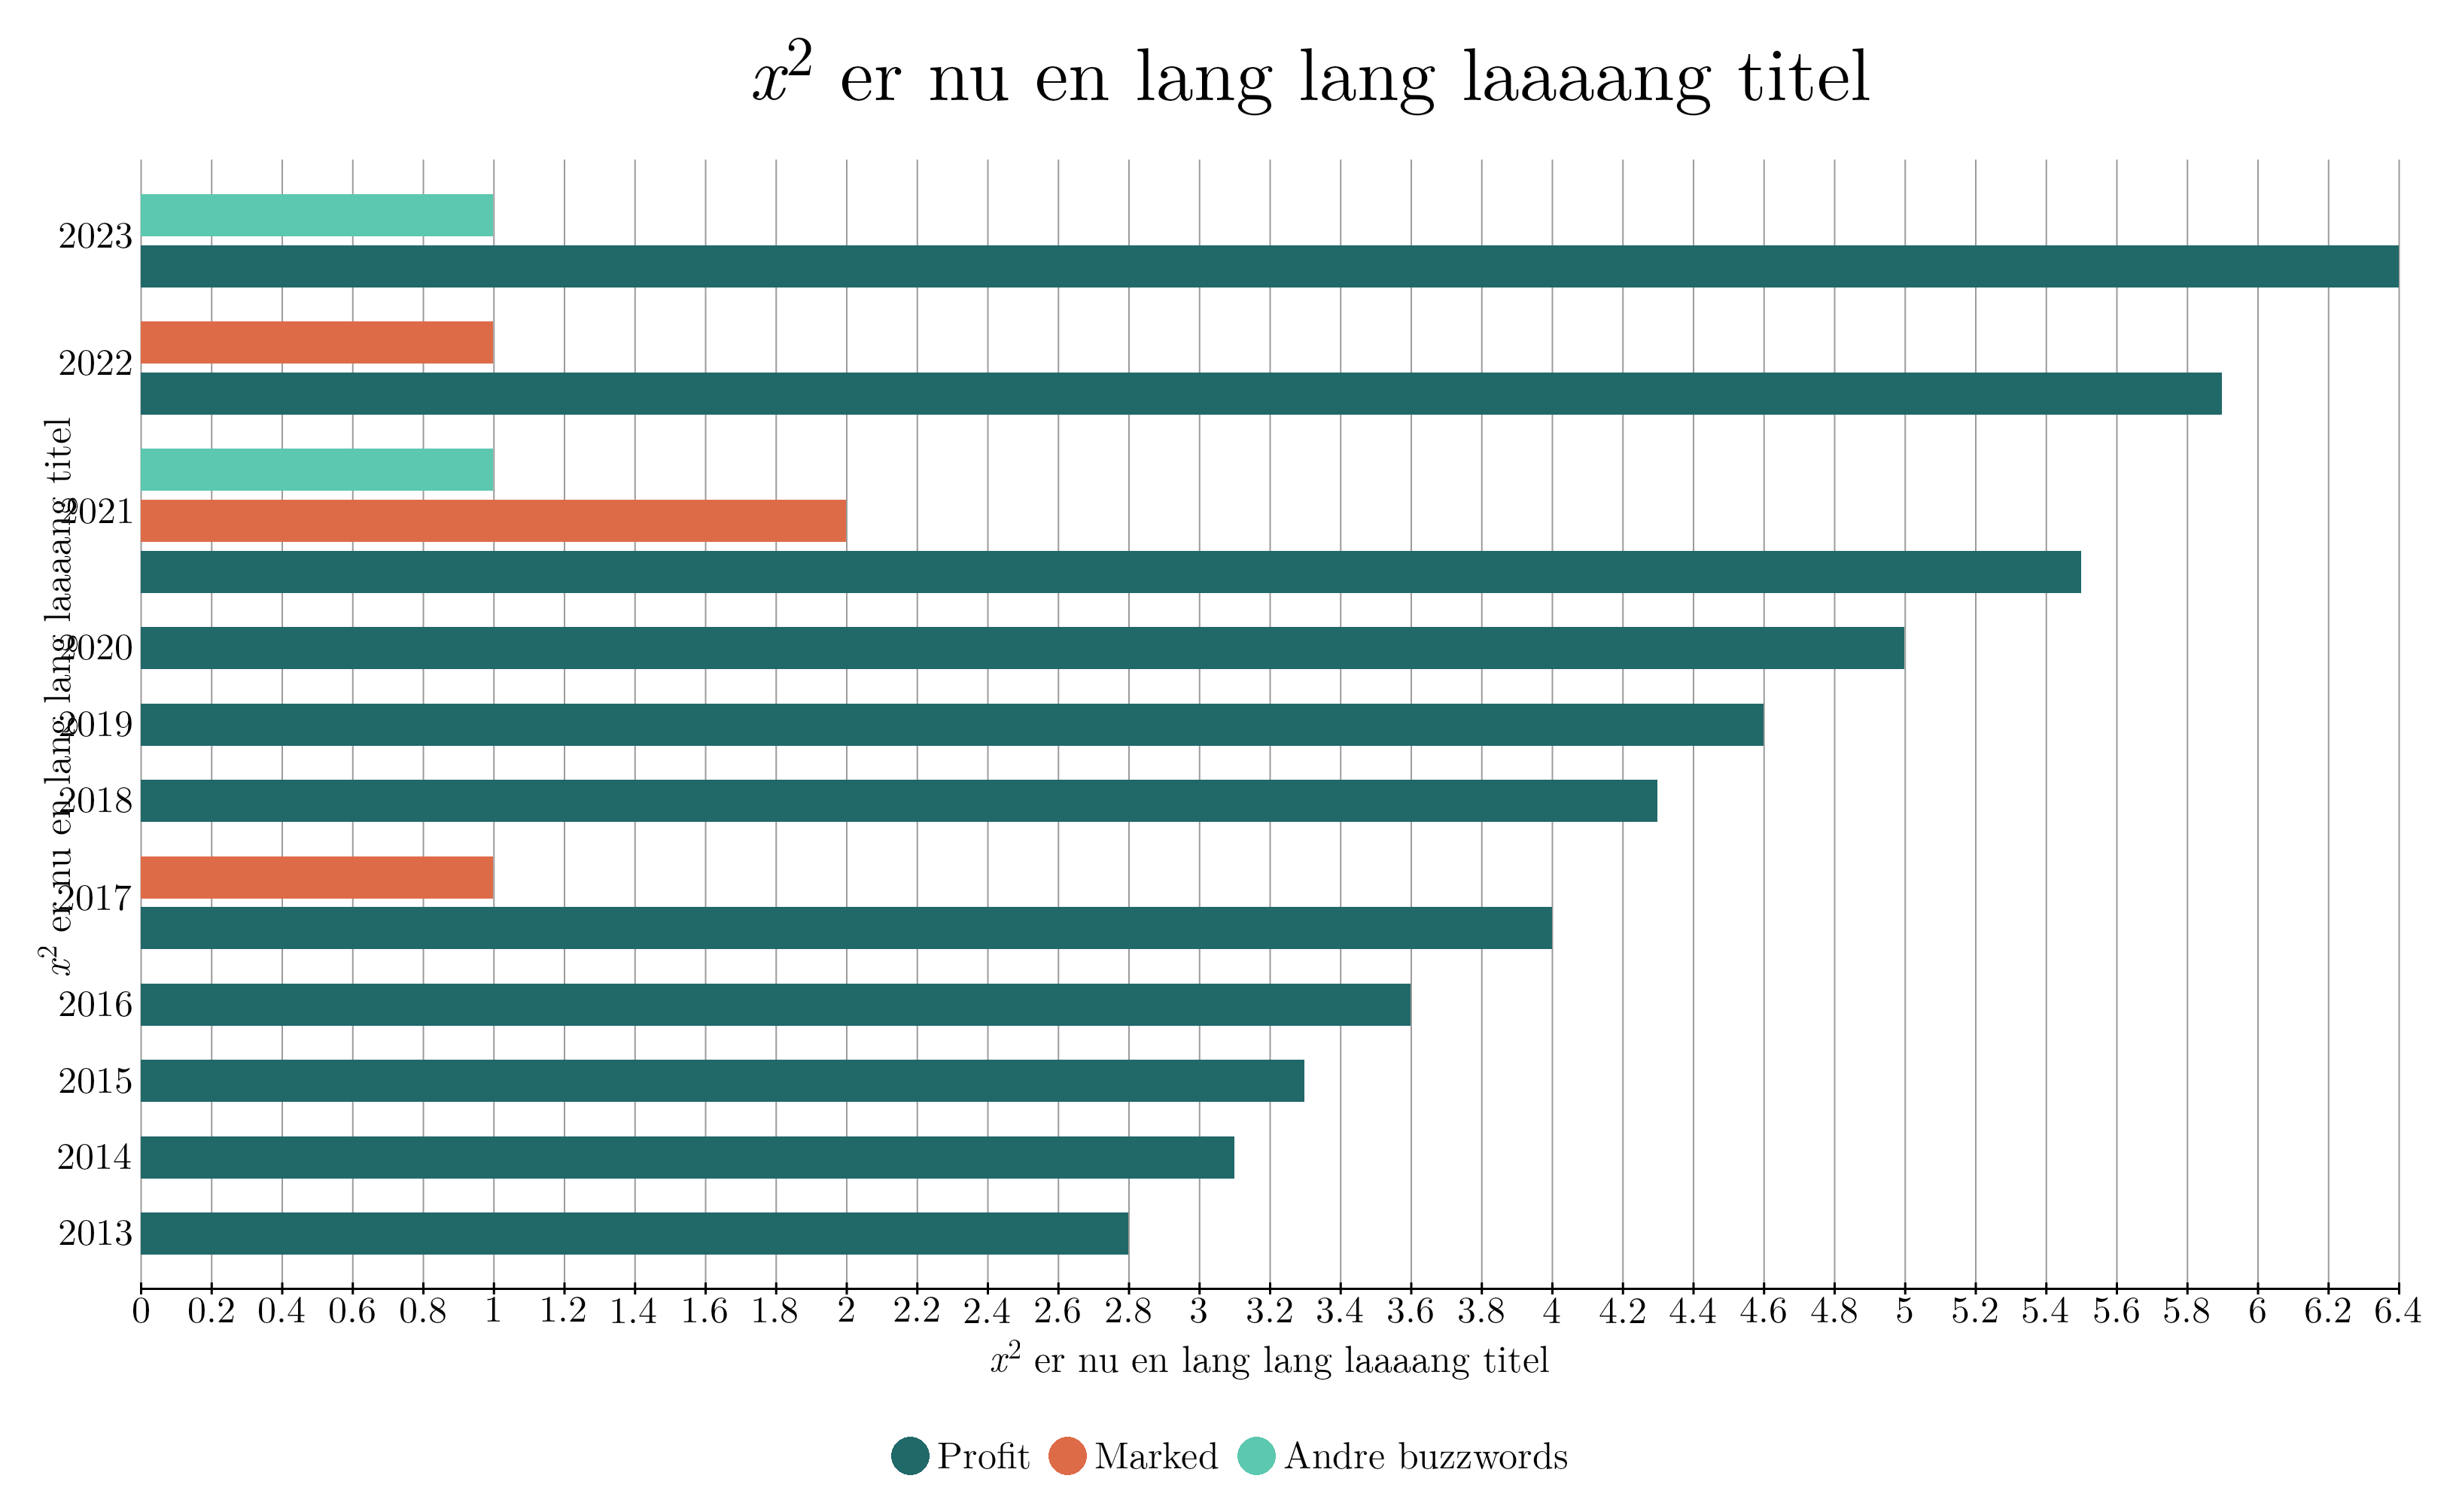 x² er nu en lang lang laaaang titel
x² er nu en lang lang laaaang titel
2023
2022
2021
2020
2019
2018
2017
2016
2015
2014
2013
0 0.2 0.4 0.6 0.8 1 1.2 1.4 1.6 1.8 2 2.2 2.4 2.6 2.8 3 3.2 3.4 3.6 3.8 4 4.2 4.4 4.6 4.8 5 5.2 5.4 5.6 5.8 6 6.2 6.4
x² er nu en lang lang laaaang titel
Profit Marked Andre buzzwords